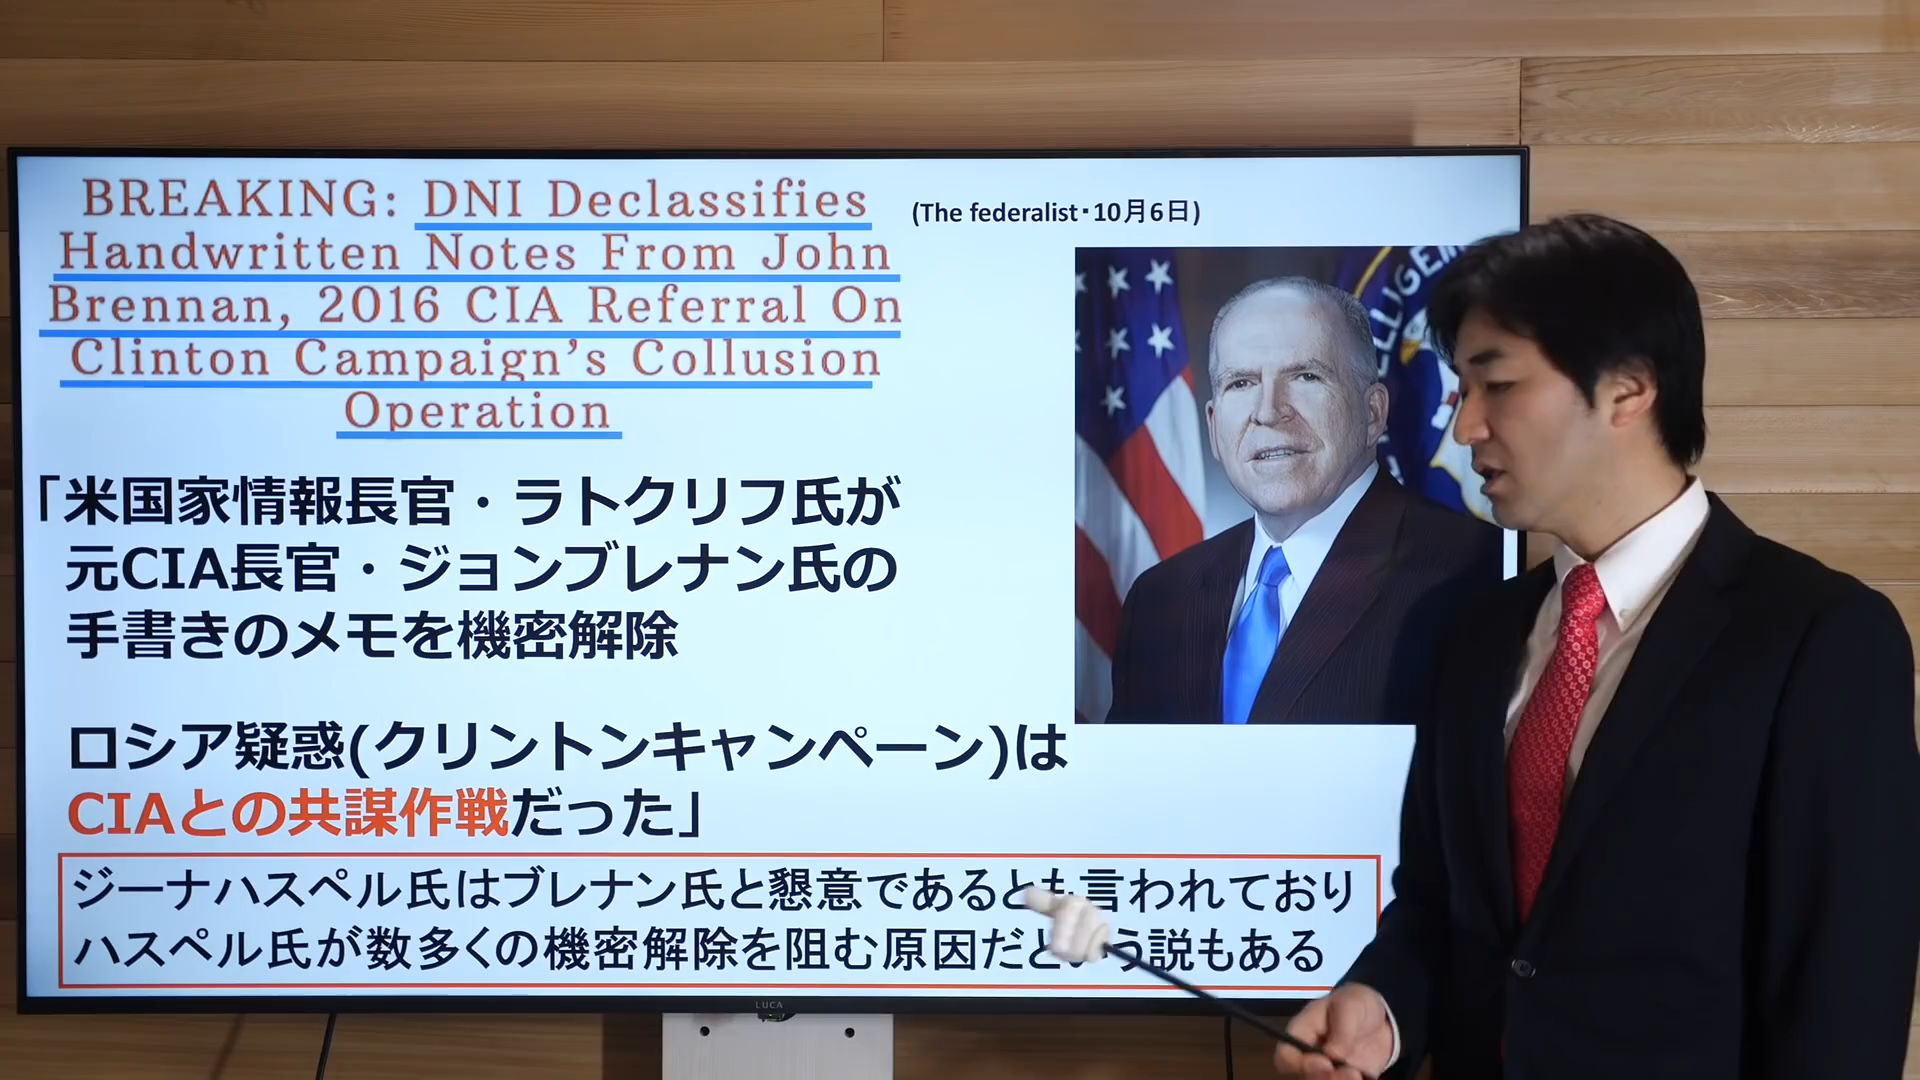 BREAKING: DNI Declassifies
Handwritten Notes From John
Brennan, 2016 CIA Referral On
Clinton Campaign’s Collusion
Operation
(The federalist・10月6日)
「米国家情報長官・ラトクリフ氏が
元CIA長官・ジョンブレナン氏の
手書きのメモを機密解除
ロシア疑惑(クリントンキャンペーン)は
CIAとの共謀作戦だった」
ジーナハスペル氏はブレナン氏と懇意であるとも言われており
ハスペル氏が数多くの機密解除を阻む原因だという説もある
LUCA